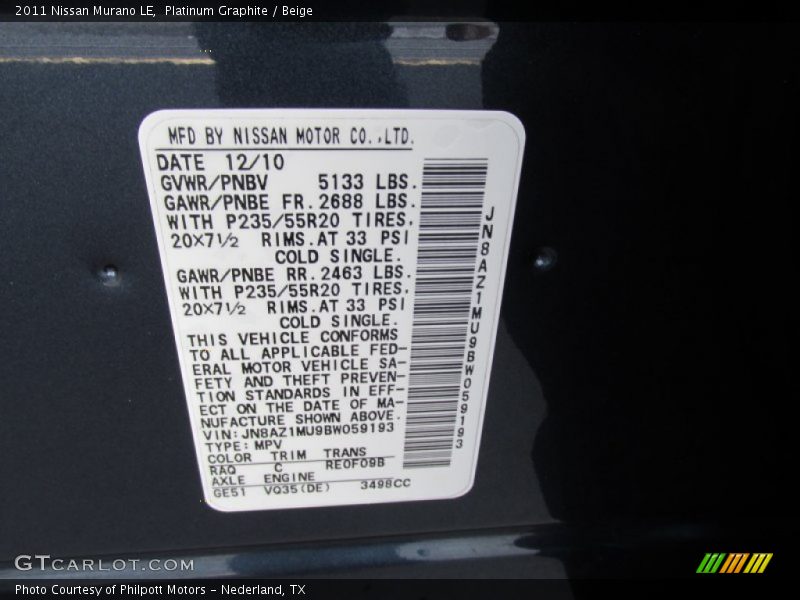 2011 Nissan Murano LE,  Platinum Graphite / Beige
MFD BY NISSAN MOTOR CO.,LTD.
DATE 12/10
GVWR/PNBV 5133 LBS.
GAWR/PNBE FR.2688 LBS.
WITH P235/55R20 TIRES.
20X7½ RIMS.AT 33 PSI
COLD SINGLE.
GAWR/PNBE RR.2463 LBS.
WITH P235/55R20 TIRES.
20X7½ RIMS.AT 33 PSI
COLD SINGLE.
THIS VEHICLE CONFORMS
TO ALL APPLICABLE FED-
ERAL MOTOR VEHICLE SA-
FETY AND THEFT PREVEN-
TION STANDARDS IN EFF-
ECT ON THE DATE OF MA-
NUFACTURE SHOWN ABOVE.
VIN:JN8AZ1MU9BW059193
TYPE:MPV
COLOR TRIM TRANS
RAQ C RE0F09B
AXLE ENGINE
GE51 VQ35(DE) 3498CC
JN8AZ1MU9BW059193
GTCARLOT.COM
Photo Courtesy of Philpott Motors - Nederland, TX